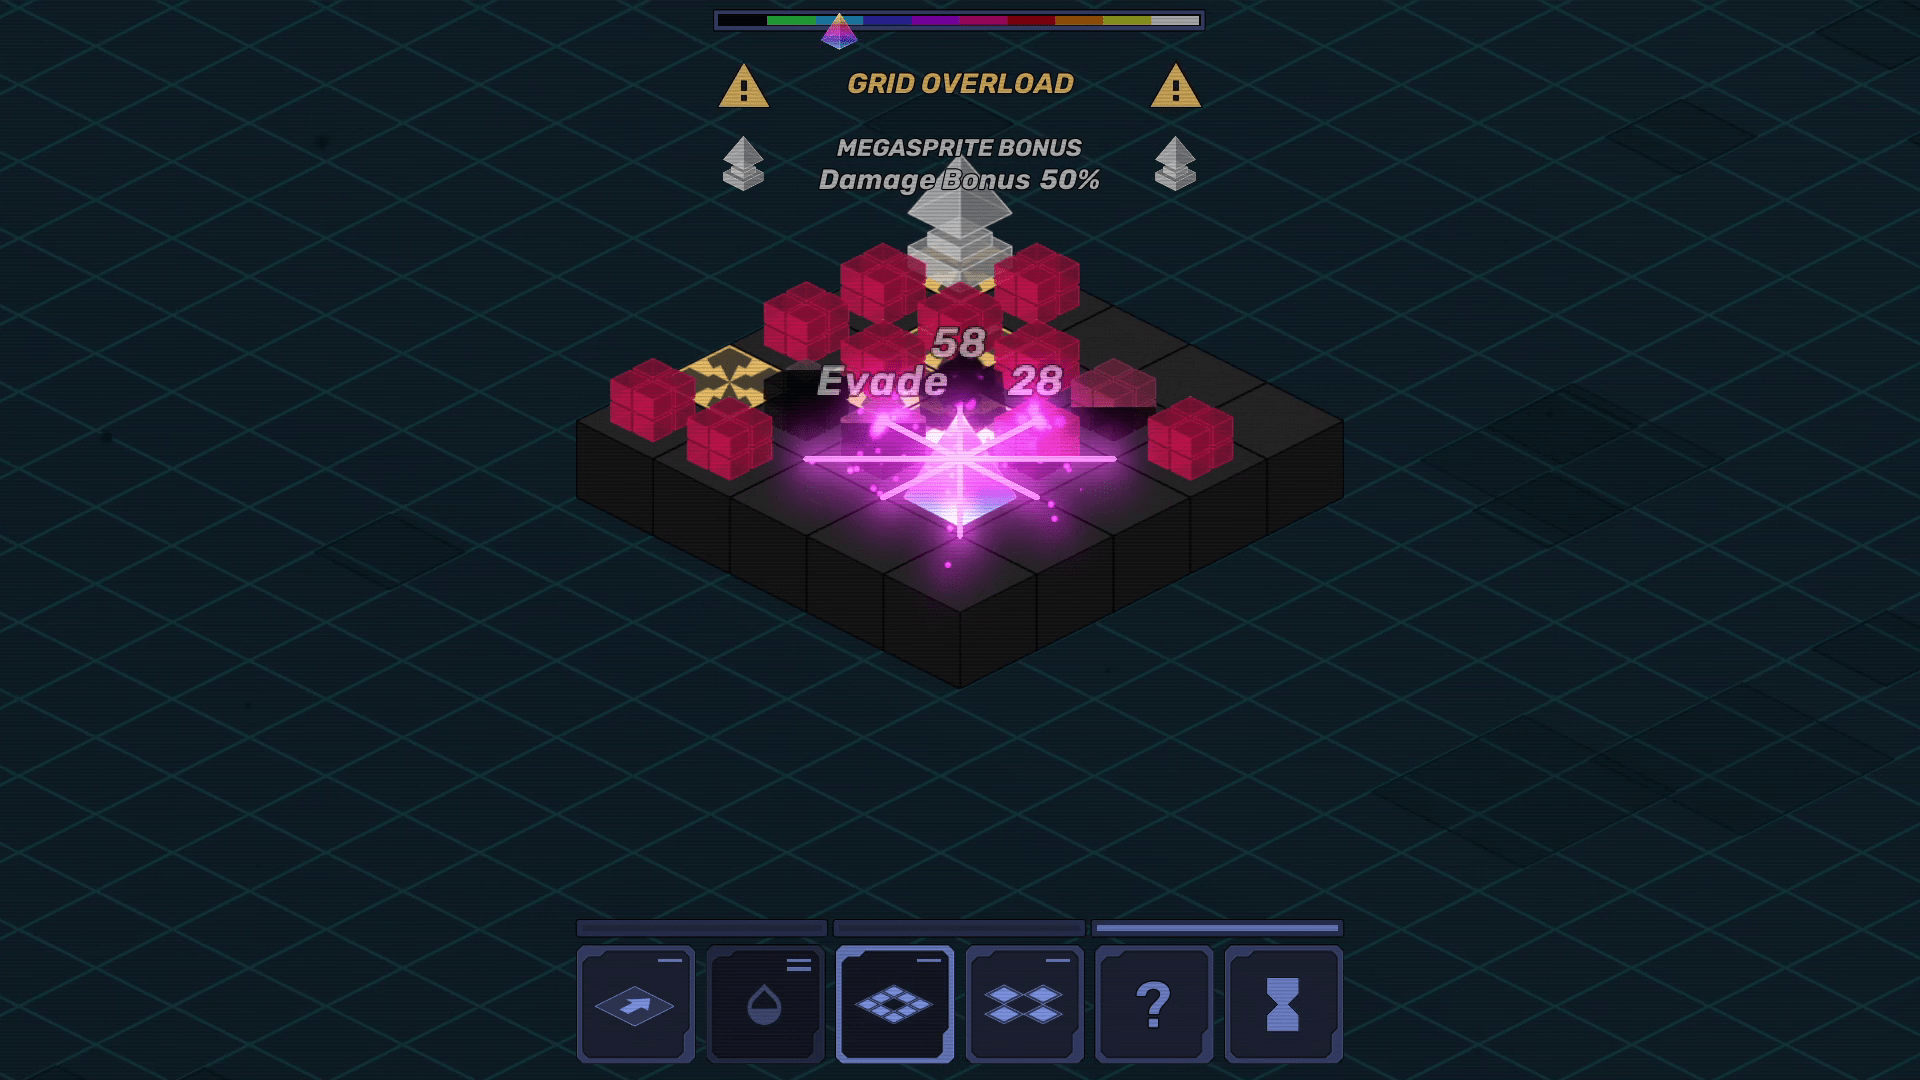 GRID OVERLOAD
MEGASPRITE BONUS
Damage Bonus 50%
58
Evade 28
?